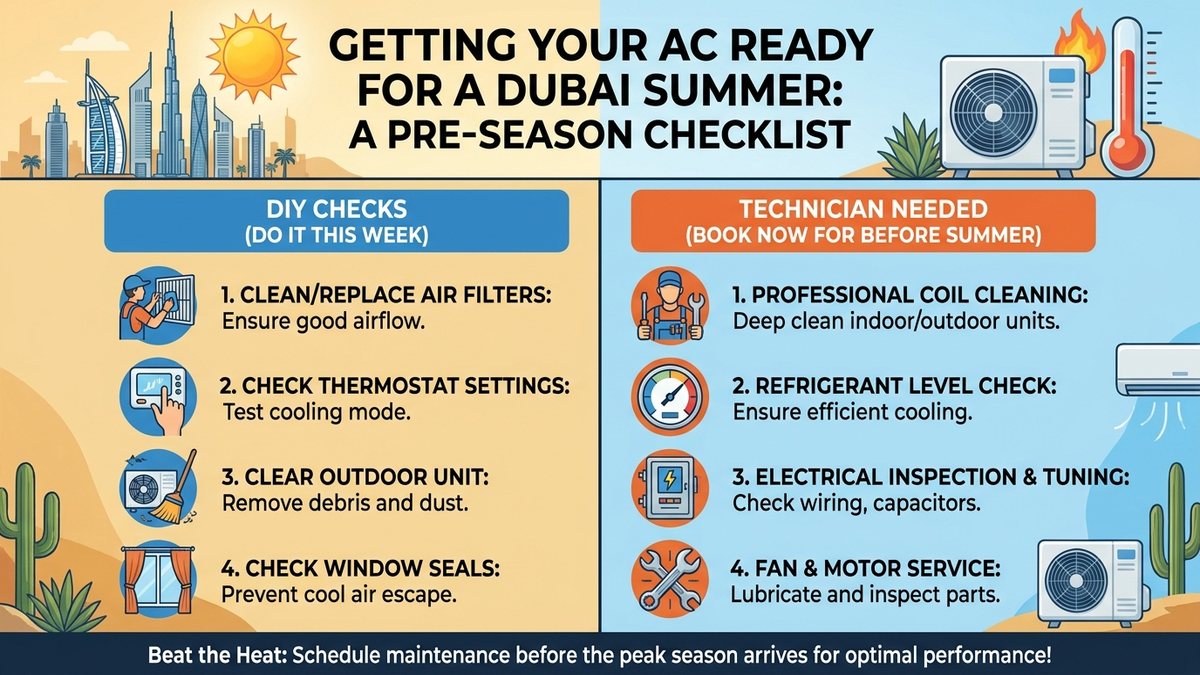 GETTING YOUR AC READY
FOR A DUBAI SUMMER:
A PRE-SEASON CHECKLIST
DIY CHECKS
(DO IT THIS WEEK)
1. CLEAN/REPLACE AIR FILTERS:
Ensure good airflow.
2. CHECK THERMOSTAT SETTINGS:
Test cooling mode.
3. CLEAR OUTDOOR UNIT:
Remove debris and dust.
4. CHECK WINDOW SEALS:
Prevent cool air escape.
TECHNICIAN NEEDED
(BOOK NOW FOR BEFORE SUMMER)
1. PROFESSIONAL COIL CLEANING:
Deep clean indoor/outdoor units.
2. REFRIGERANT LEVEL CHECK:
Ensure efficient cooling.
3. ELECTRICAL INSPECTION & TUNING:
Check wiring, capacitors.
4. FAN & MOTOR SERVICE:
Lubricate and inspect parts.
Beat the Heat: Schedule maintenance before the peak season arrives for optimal performance!